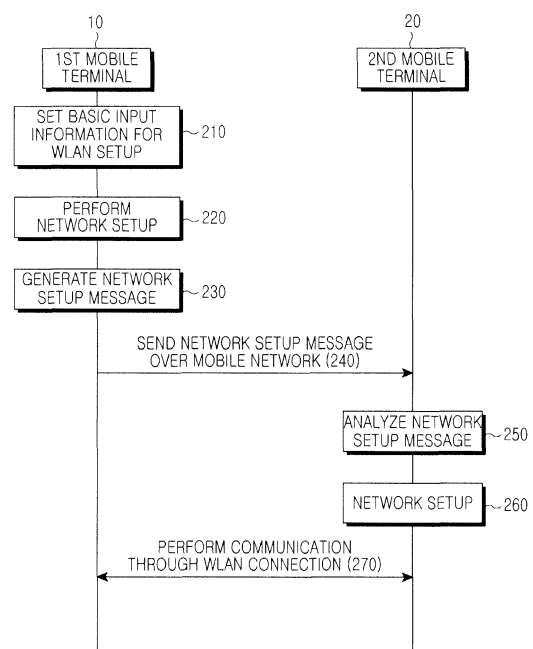 10
20
1ST MOBILE
TERMINAL
2ND MOBILE
TERMINAL
SET BASIC INPUT
INFORMATION FOR
WLAN SETUP
210
PERFORM
NETWORK SETUP
220
GENERATE NETWORK
SETUP MESSAGE
230
SEND NETWORK SETUP MESSAGE
OVER MOBILE NETWORK (240)
ANALYZE NETWORK
SETUP MESSAGE
250
NETWORK SETUP
260
PERFORM COMMUNICATION
THROUGH WLAN CONNECTION (270)